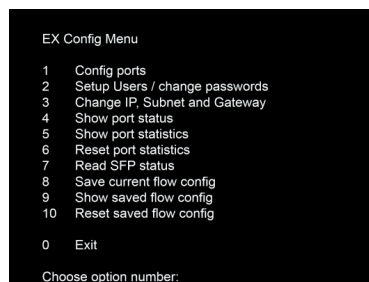 EX Config Menu
1 Config ports
2 Setup Users / change passwords
3 Change IP, Subnet and Gateway
4 Show port status
5 Show port statistics
6 Reset port statistics
7 Read SFP status
8 Save current flow config
9 Show saved flow config
10 Reset saved flow config
0 Exit
Choose option number: